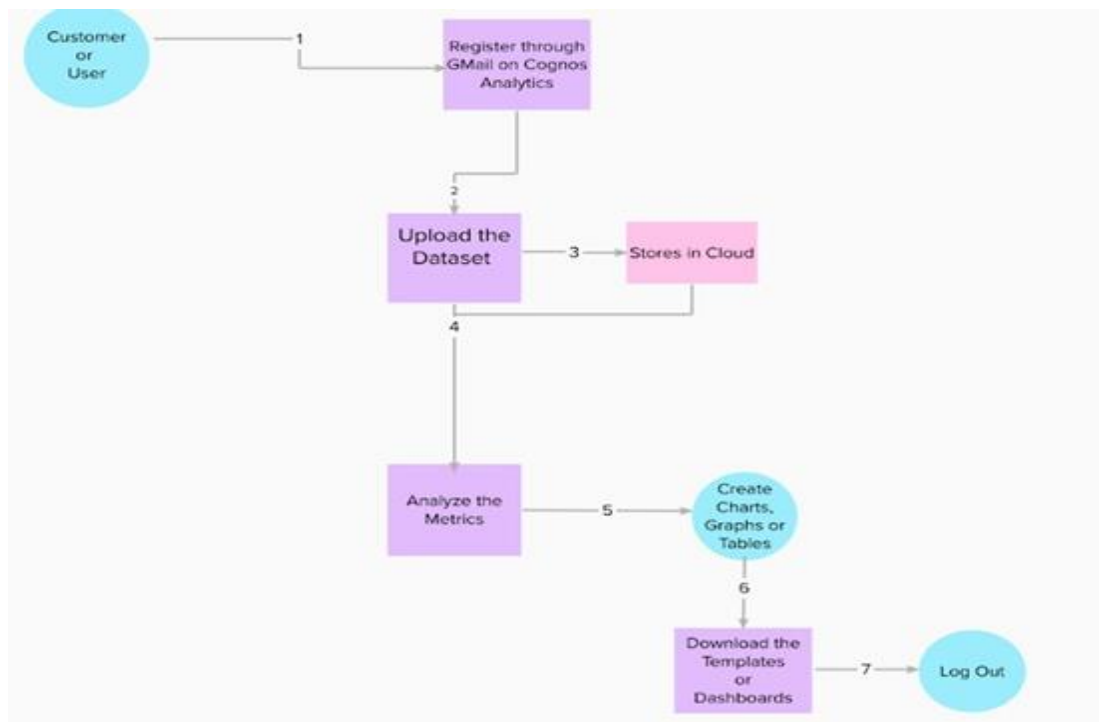 Customer
or
User
1
Register through
GMail on Cognos
Analytics
2
Upload the
Dataset
3
Stores in Cloud
4
Analyze the
Metrics
5
Create
Charts,
Graphs or
Tables
6
Download the
Templates
or
Dashboards
7
Log Out